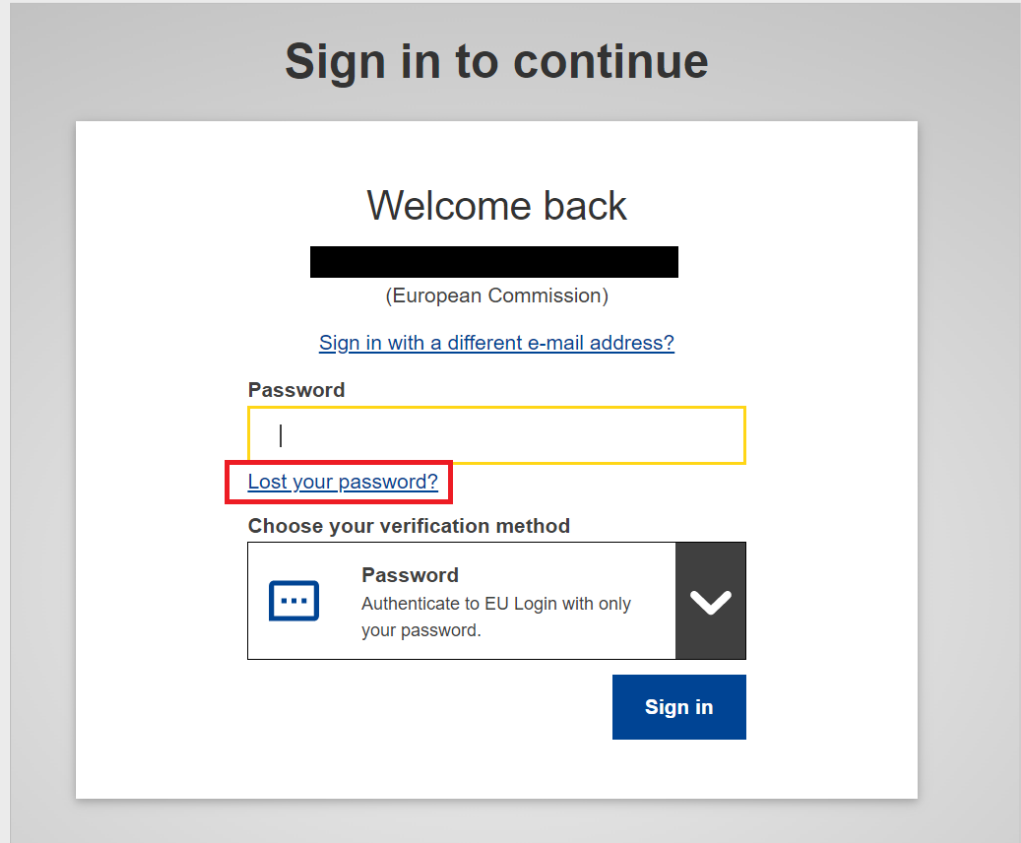 Sign in to continue
Welcome back
(European Commission)
Sign in with a different e-mail address?
Password
Lost your password?
Choose your verification method
Password
Authenticate to EU Login with only
your password.
Sign in